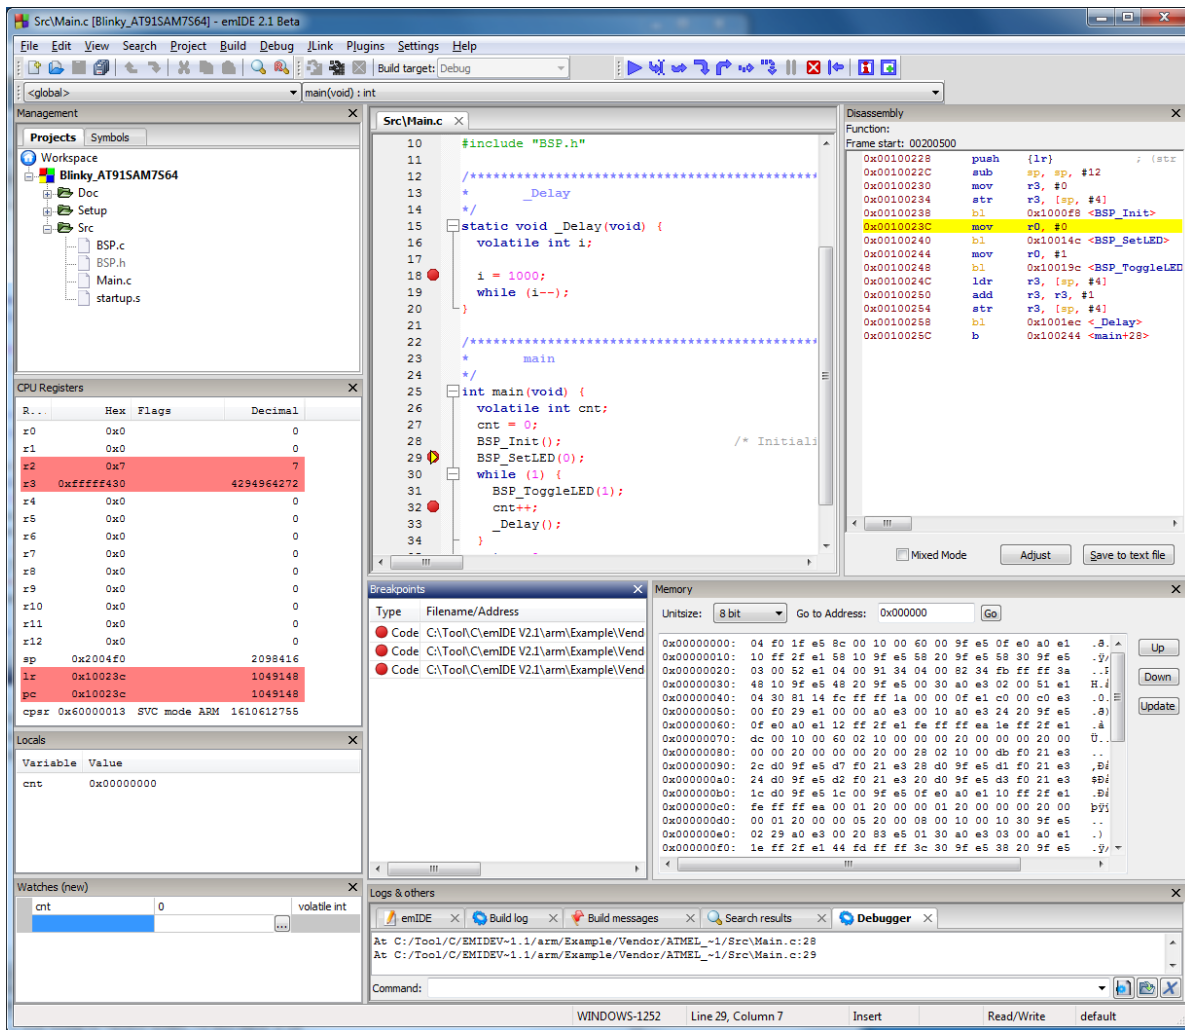 Src\Main.c [Blinky_AT91SAM7S64] - emIDE 2.1 Beta
File Edit View Search Project Build Debug JLink Plugins Settings Help
Build target: Debug
<global> main(void) : int
Management
Projects Symbols
Workspace
Blinky_AT91SAM7S64
Doc
Setup
Src
BSP.c
BSP.h
Main.c
startup.s
CPU Registers
R... Hex Flags Decimal
r0 0x0 0
r1 0x0 0
r2 0x7 7
r3 0xfffff430 4294964272
r4 0x0 0
r5 0x0 0
r6 0x0 0
r7 0x0 0
r8 0x0 0
r9 0x0 0
r10 0x0 0
r11 0x0 0
r12 0x0 0
sp 0x2004f0 2098416
lr 0x10023c 1049148
pc 0x10023c 1049148
cpsr 0x60000013 SVC mode ARM 1610612755
Locals
Variable Value
cnt 0x00000000
Watches (new)
cnt 0 volatile int
...
Src\Main.c
10 #include "BSP.h"
11
12 /**********************************************
13 * _Delay
14 */
15 static void _Delay(void) {
16 volatile int i;
17
18 i = 1000;
19 while (i--);
20 }
21
22 /**********************************************
23 * main
24 */
25 int main(void) {
26 volatile int cnt;
27 cnt = 0;
28 BSP_Init(); /* Initiali
29 BSP_SetLED(0);
30 while (1) {
31 BSP_ToggleLED(1);
32 cnt++;
33 _Delay();
34 }
Disassembly
Function:
Frame start: 00200500
0x00100228 push {lr} ; (str
0x0010022C sub sp, sp, #12
0x00100230 mov r3, #0
0x00100234 str r3, [sp, #4]
0x00100238 bl 0x1000f8 <BSP_Init>
0x0010023C mov r0, #0
0x00100240 bl 0x10014c <BSP_SetLED>
0x00100244 mov r0, #1
0x00100248 bl 0x10019c <BSP_ToggleLED
0x0010024C ldr r3, [sp, #4]
0x00100250 add r3, r3, #1
0x00100254 str r3, [sp, #4]
0x00100258 bl 0x1001ec <_Delay>
0x0010025C b 0x100244 <main+28>
Mixed Mode Adjust Save to text file
Breakpoints
Type Filename/Address
Code C:\Tool\C\emIDE V2.1\arm\Example\Vend
Code C:\Tool\C\emIDE V2.1\arm\Example\Vend
Code C:\Tool\C\emIDE V2.1\arm\Example\Vend
Memory
Unitsize: 8 bit Go to Address: 0x000000 Go
0x00000000: 04 f0 1f e5 8c 00 10 00 60 00 9f e5 0f e0 a0 e1
0x00000010: 10 ff 2f e1 58 10 9f e5 58 20 9f e5 58 30 9f e5
0x00000020: 03 00 52 e1 04 00 91 34 04 00 82 34 fb ff ff 3a
0x00000030: 48 10 9f e5 48 20 9f e5 00 30 a0 e3 02 00 51 e1
0x00000040: 04 30 81 14 fc ff ff 1a 00 00 0f e1 c0 00 c0 e3
0x00000050: 00 f0 29 e1 00 00 a0 e3 00 10 a0 e3 24 20 9f e5
0x00000060: 0f e0 a0 e1 12 ff 2f e1 fe ff ff ea 1e ff 2f e1
0x00000070: dc 00 10 00 60 02 10 00 00 00 20 00 00 00 20 00
0x00000080: 00 00 20 00 00 00 20 00 28 02 10 00 db f0 21 e3
0x00000090: 2c d0 9f e5 d7 f0 21 e3 28 d0 9f e5 d1 f0 21 e3
0x000000a0: 24 d0 9f e5 d2 f0 21 e3 20 d0 9f e5 d3 f0 21 e3
0x000000b0: 1c d0 9f e5 1c 00 9f e5 0f e0 a0 e1 10 ff 2f e1
0x000000c0: fe ff ff ea 00 01 20 00 00 01 20 00 00 00 20 00
0x000000d0: 00 01 20 00 00 05 20 00 08 00 10 00 10 30 9f e5
0x000000e0: 02 29 a0 e3 00 20 83 e5 01 30 a0 e3 03 00 a0 e1
0x000000f0: 1e ff 2f e1 44 fd ff ff 3c 30 9f e5 38 20 9f e5
Up
Down
Update
Logs & others
emIDE Build log Build messages Search results Debugger
At C:/Tool/C/EMIDEV~1.1/arm/Example/Vendor/ATMEL_~1/Src\Main.c:28
At C:/Tool/C/EMIDEV~1.1/arm/Example/Vendor/ATMEL_~1/Src\Main.c:29
Command:
WINDOWS-1252 Line 29, Column 7 Insert Read/Write default